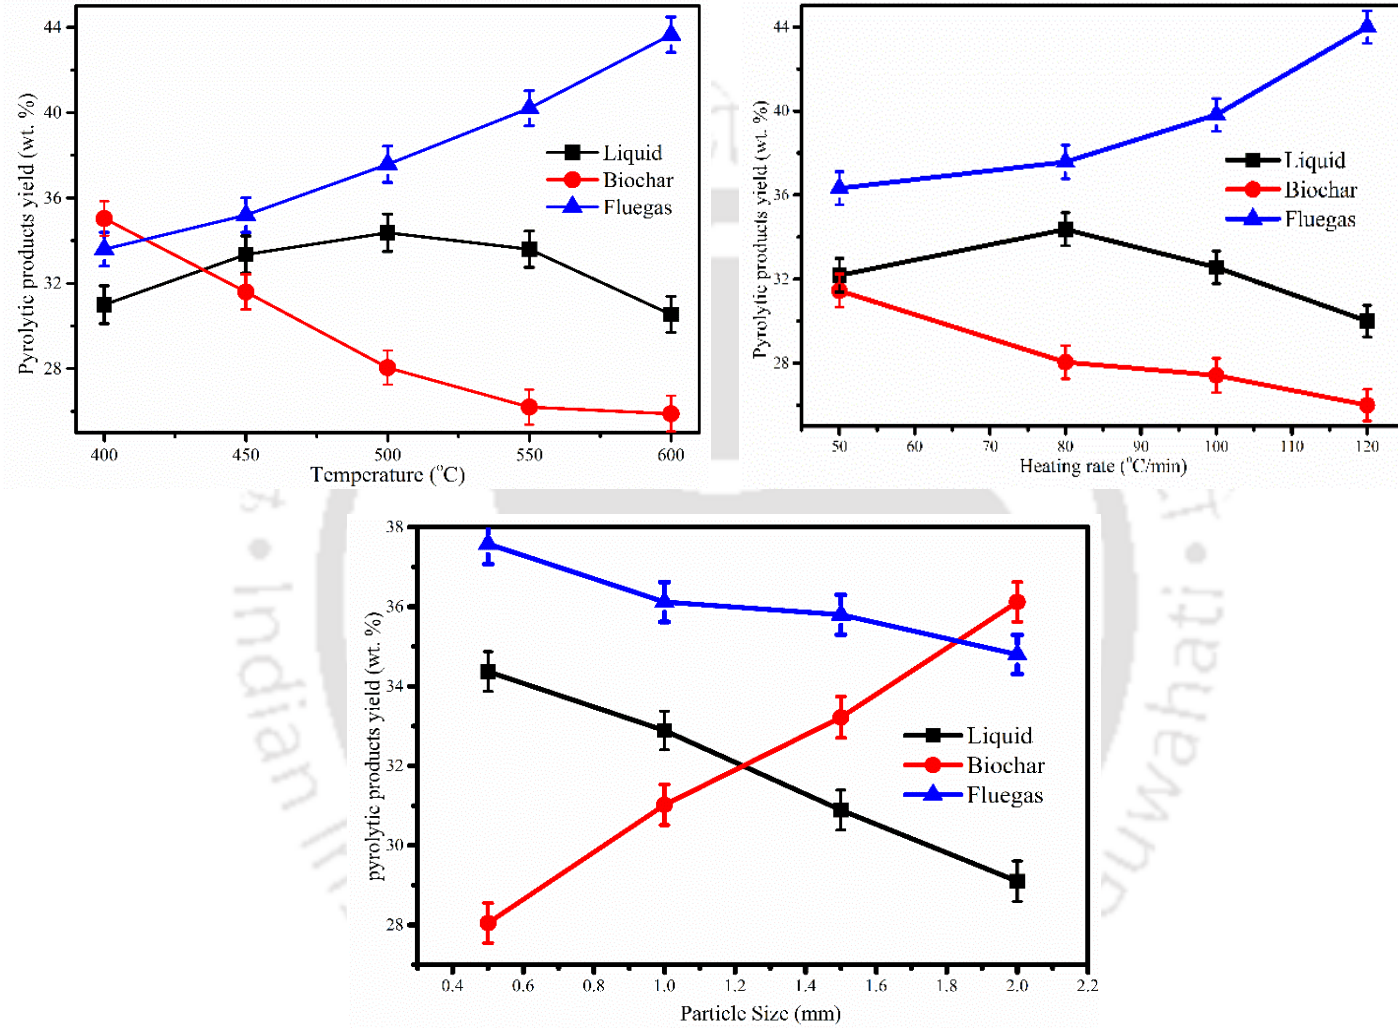 44
40
36
32
28
Pyrolytic products yield (wt. %)
Liquid
Biochar
Fluegas
400 450 500 550 600
Temperature (°C)
44
40
36
32
28
Pyrolytic products yield (wt. %)
Liquid
Biochar
Fluegas
50 60 70 80 90 100 110 120
Heating rate (°C/min)
38
36
34
32
30
28
pyrolytic products yield (wt. %)
Liquid
Biochar
Fluegas
0.4 0.6 0.8 1.0 1.2 1.4 1.6 1.8 2.0 2.2
Particle Size (mm)
Indian In
uwahati